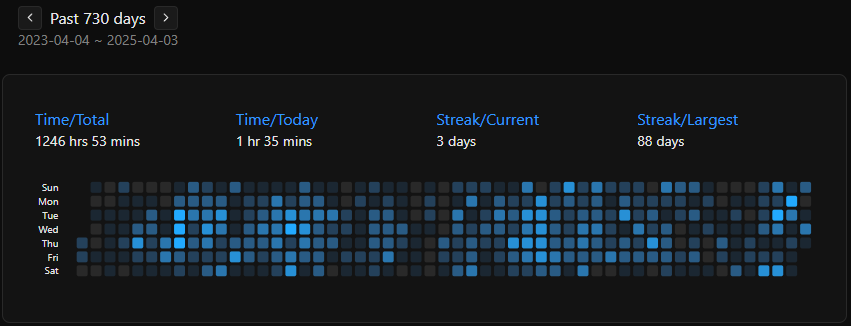 Past 730 days
2023-04-04 ~ 2025-04-03
Time/Total
1246 hrs 53 mins
Time/Today
1 hr 35 mins
Streak/Current
3 days
Streak/Largest
88 days
Sun
Mon
Tue
Wed
Thu
Fri
Sat